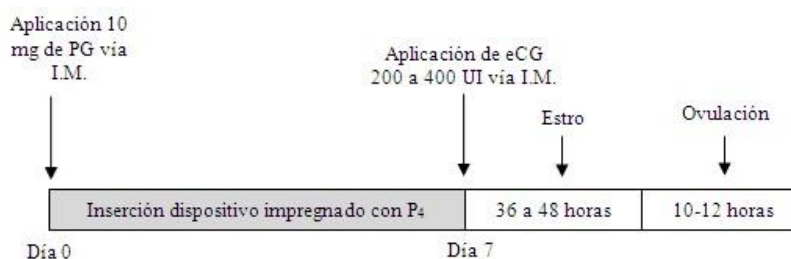 Aplicación 10
mg de PG vía
I.M.
Aplicación de eCG
200 a 400 UI vía I.M.
Estro
Ovulación
Inserción dispositivo impregnado con P4
36 a 48 horas
10-12 horas
Día 0
Día 7